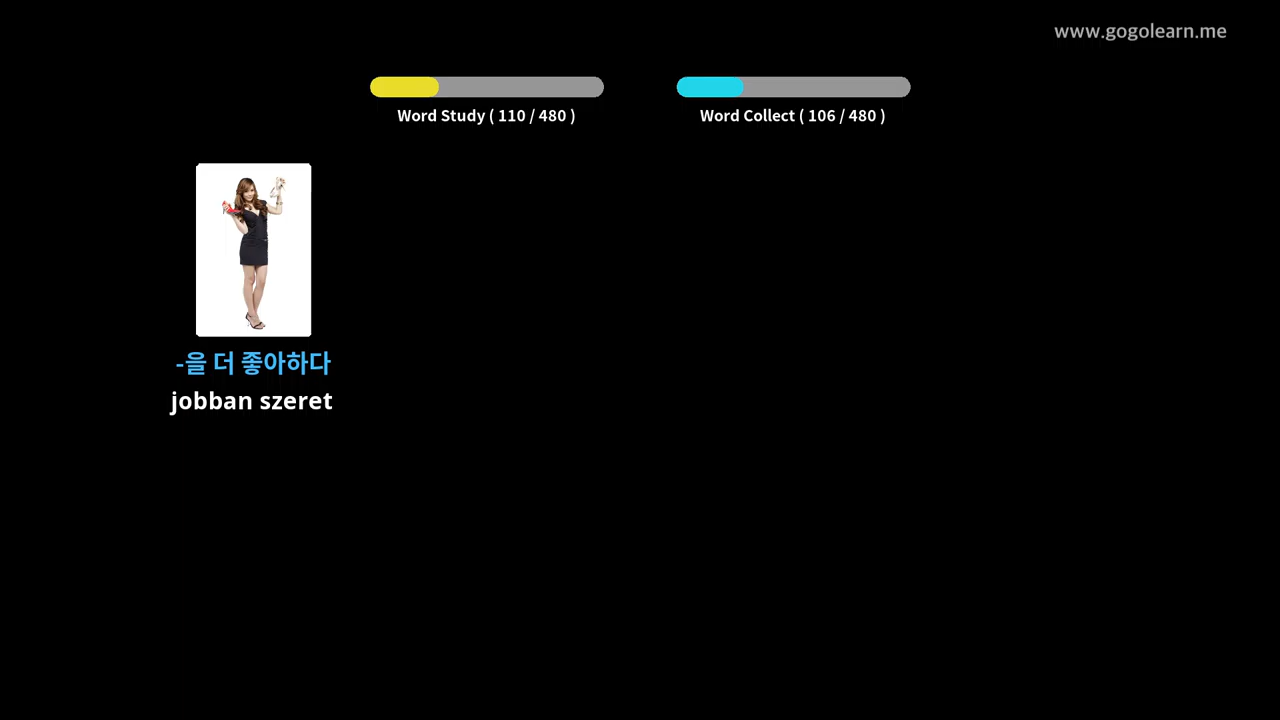 www.gogolearn.me
Word Study ( 110 / 480 )
Word Collect ( 106 / 480 )
-을 더 좋아하다
jobban szeret